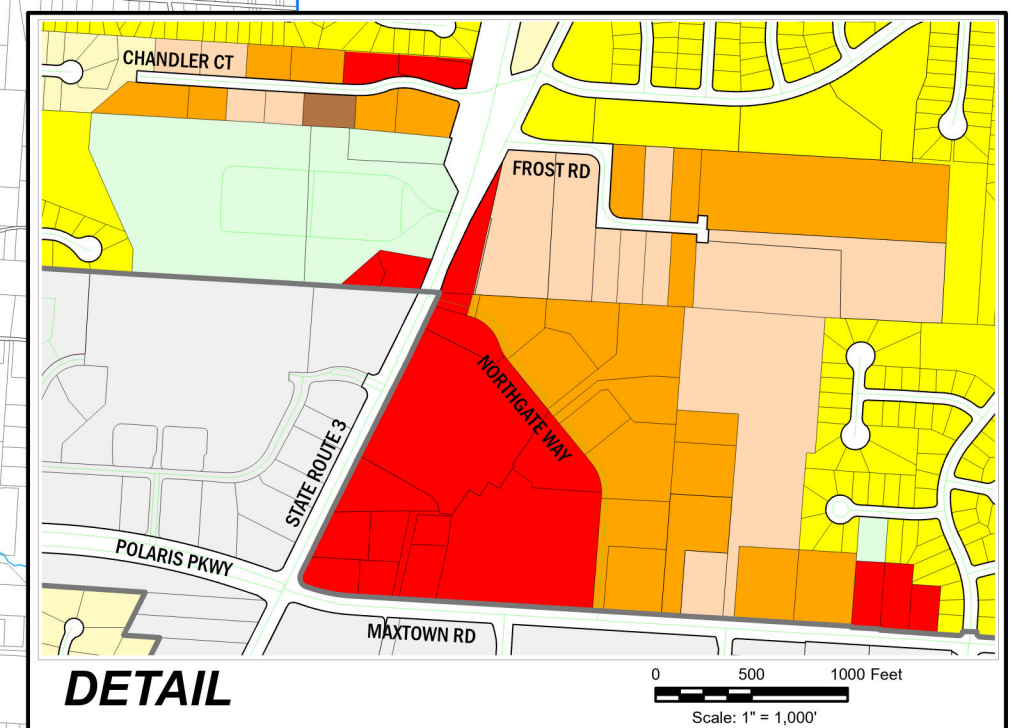 CHANDLER CT
FROST RD
NORTHGATE WAY
STATE ROUTE 3
POLARIS PKWY
MAXTOWN RD
DETAIL
0 500 1000 Feet
Scale: 1" = 1,000'